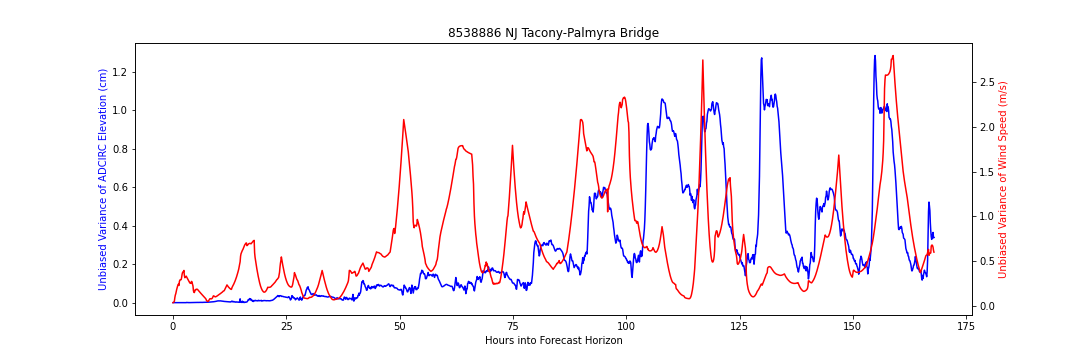 8538886 NJ Tacony-Palmyra Bridge
Unbiased Variance of ADCIRC Elevation (cm)
1.2
1.0
0.8
0.6
0.4
0.2
0.0
2.5
2.0
1.5
1.0
0.5
0.0
Unbiased Variance of Wind Speed (m/s)
0 25 50 75 100 125 150 175
Hours into Forecast Horizon